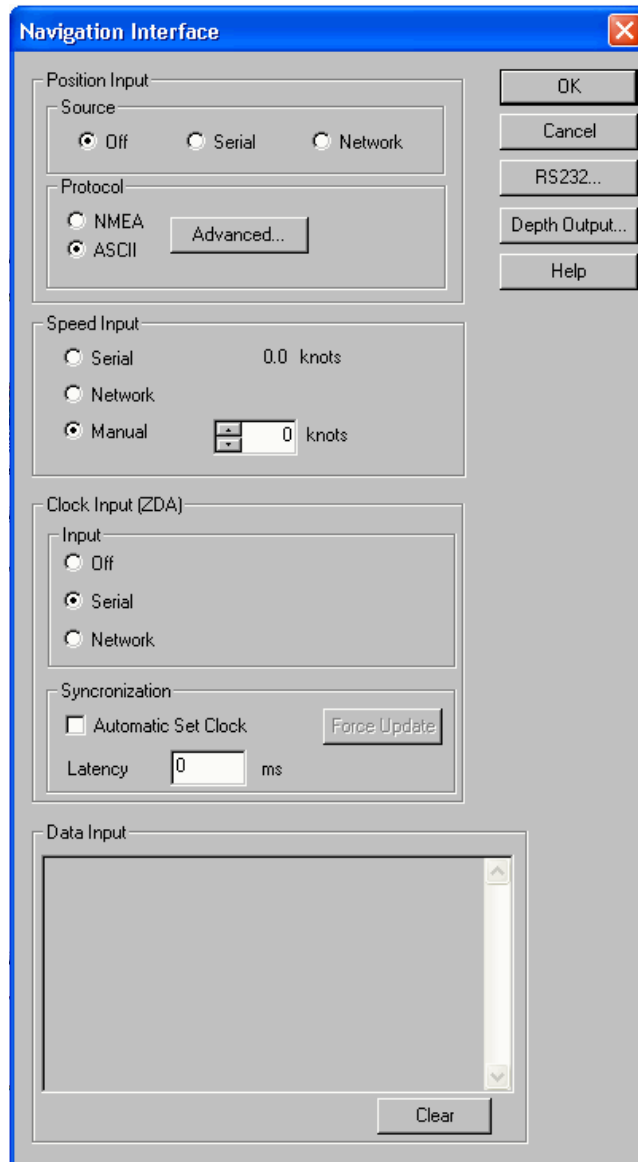 Navigation Interface
Position Input
Source
Off
Serial
Network
Protocol
NMEA
ASCII
Advanced...
OK
Cancel
RS232...
Depth Output...
Help
Speed Input
Serial
0.0 knots
Network
Manual
0 knots
Clock Input (ZDA)
Input
Off
Serial
Network
Syncronization
Automatic Set Clock
Force Update
Latency
0 ms
Data Input
Clear